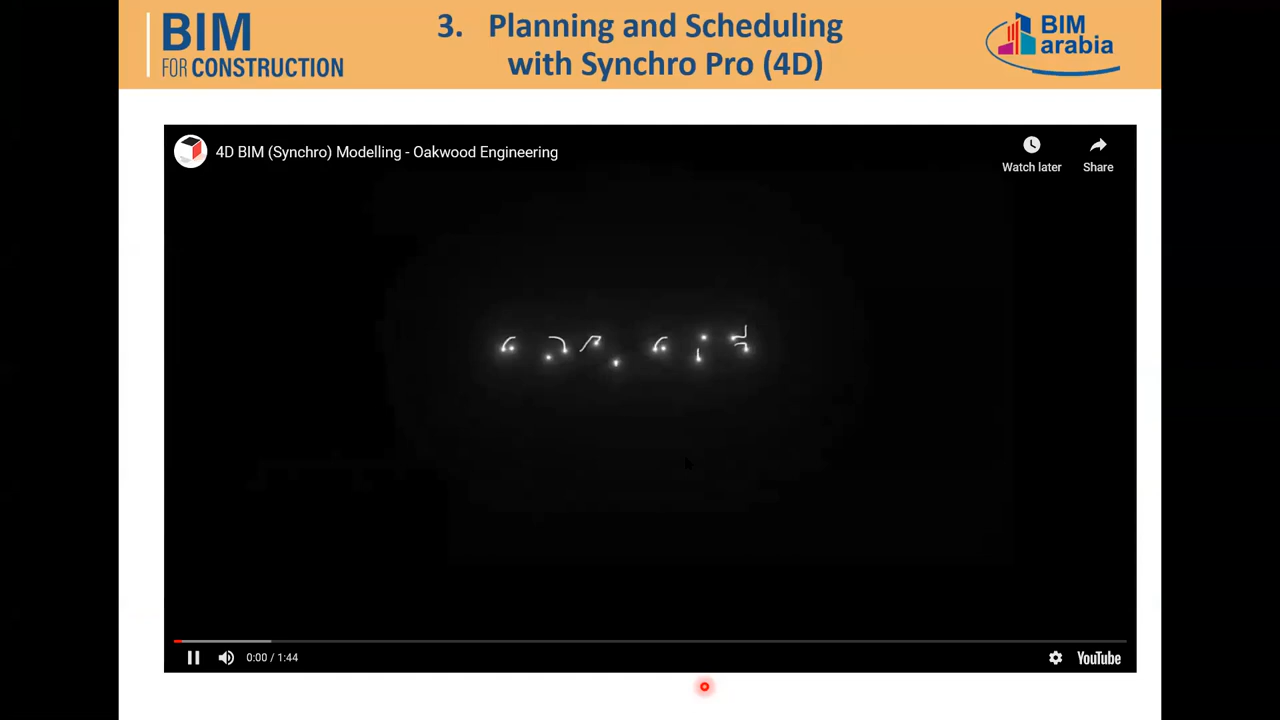 BIM
FOR CONSTRUCTION
3. Planning and Scheduling
with Synchro Pro (4D)
BIM
arabia
4D BIM (Synchro) Modelling - Oakwood Engineering
Watch later
Share
0:00 / 1:44
YouTube